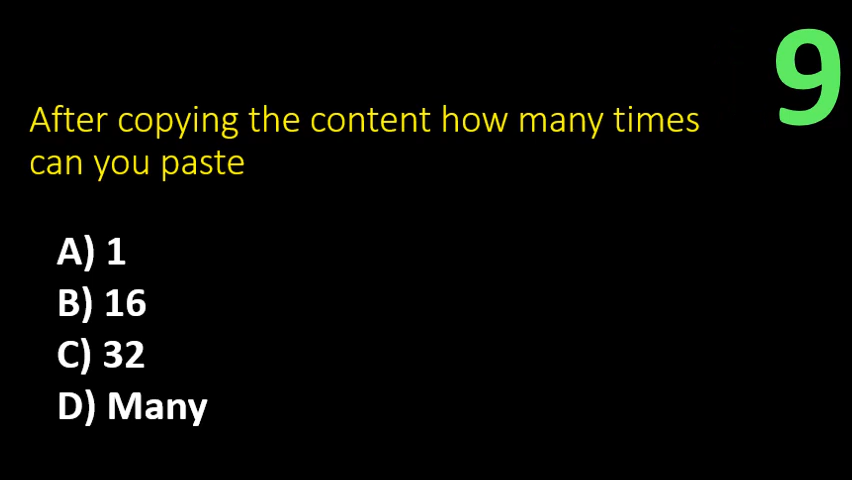 9
After copying the content how many times
can you paste
A) 1
B) 16
C) 32
D) Many